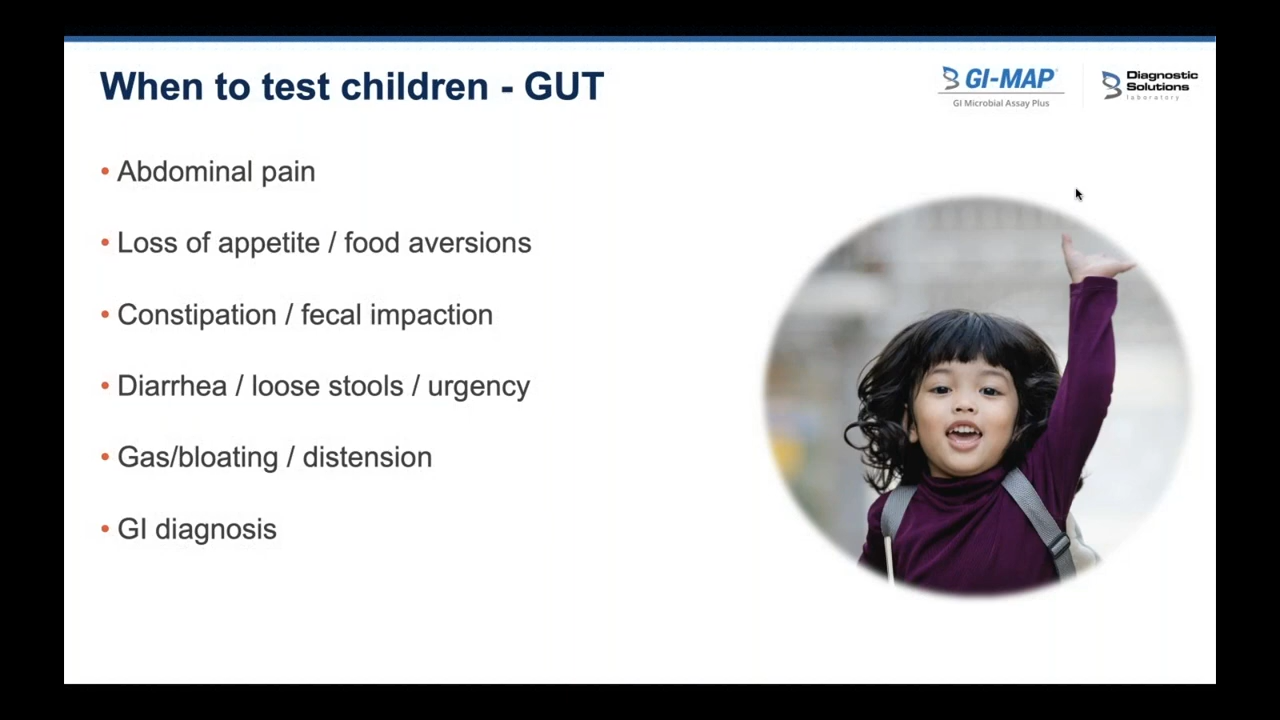 When to test children - GUT
GI-MAP®
GI Microbial Assay Plus
Diagnostic
Solutions
laboratory
• Abdominal pain
• Loss of appetite / food aversions
• Constipation / fecal impaction
• Diarrhea / loose stools / urgency
• Gas/bloating / distension
• GI diagnosis